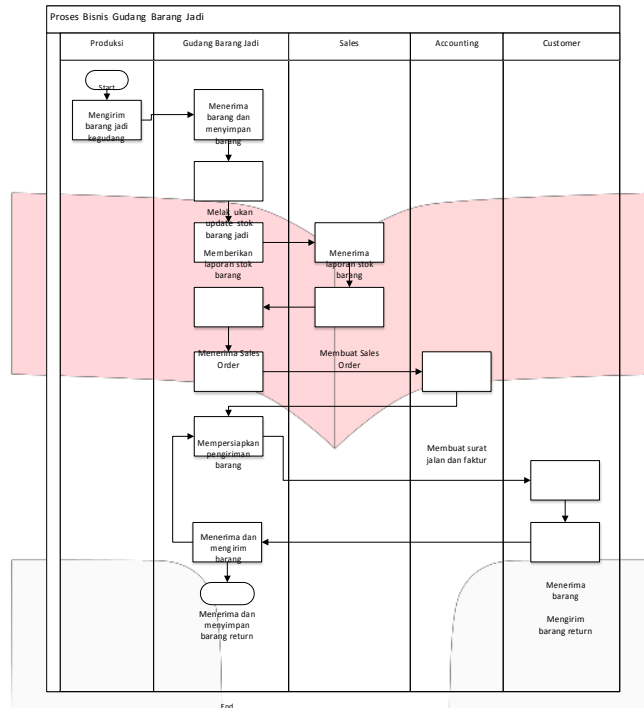 Proses Bisnis Gudang Barang Jadi
Produksi
Gudang Barang Jadi
Sales
Accounting
Customer
Start
Mengirim
barang jadi
kegudang
Menerima
barang dan
menyimpan
barang
Melak ukan
update stok
barang jadi
Memberikan
laporan stok
barang
Menerima
laporan stok
barang
Menerima Sales
Order
Membuat Sales
Order
Mempersiapkan
pengiriman
barang
Membuat surat
jalan dan faktur
Menerima dan
mengirim
barang
Menerima
barang
Menerima dan
menyimpan
barang return
Mengirim
barang return
End